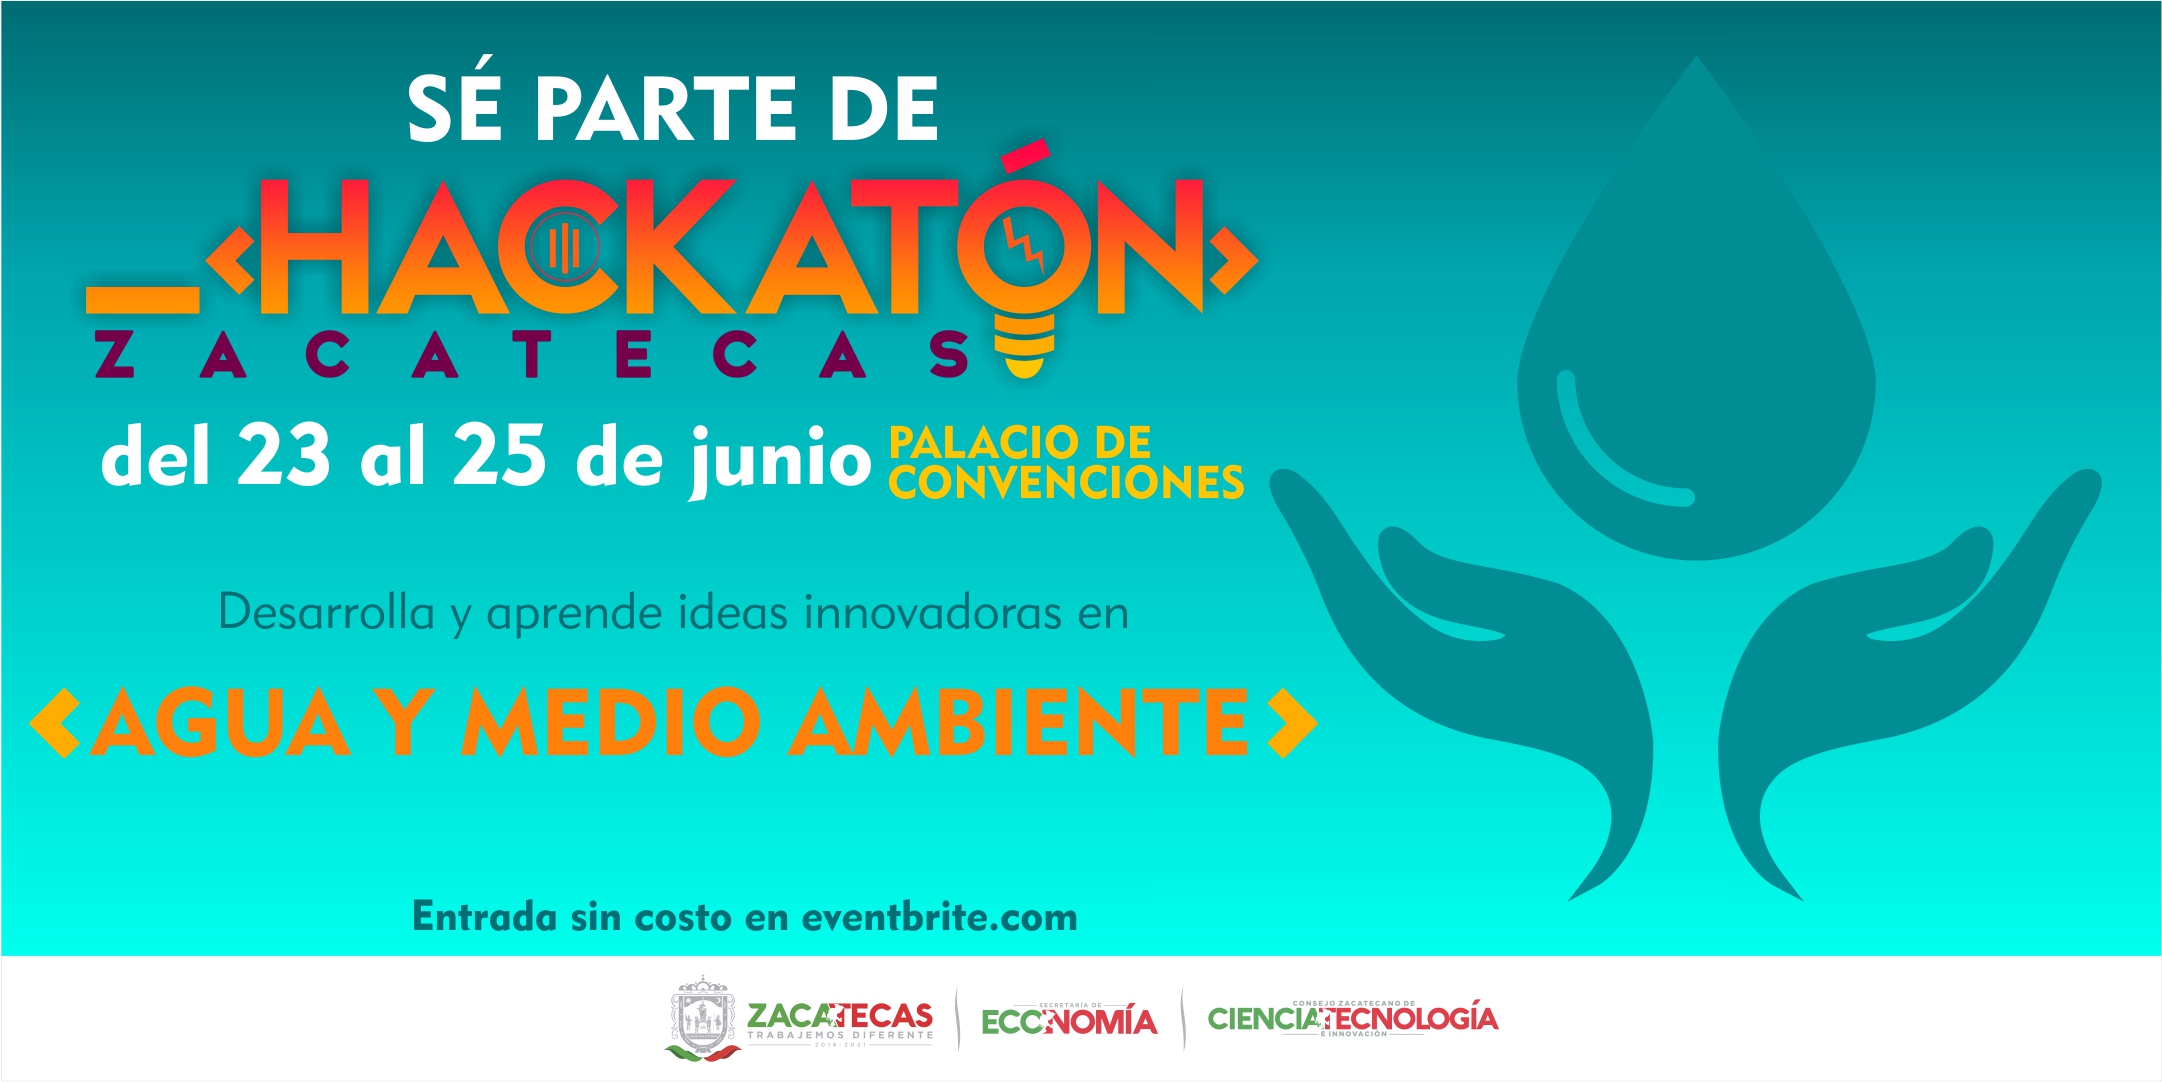 SÉ PARTE DE
_<HACKATÓN>
ZACATECAS
del 23 al 25 de junio PALACIO DE
CONVENCIONES
Desarrolla y aprende ideas innovadoras en
<AGUA Y MEDIO AMBIENTE>
Entrada sin costo en eventbrite.com
ZACATECAS
TRABAJEMOS DIFERENTE
2016-2021
SECRETARÍA DE
ECONOMÍA
CONSEJO ZACATECANO DE
CIENCIA TECNOLOGÍA
E INNOVACIÓN